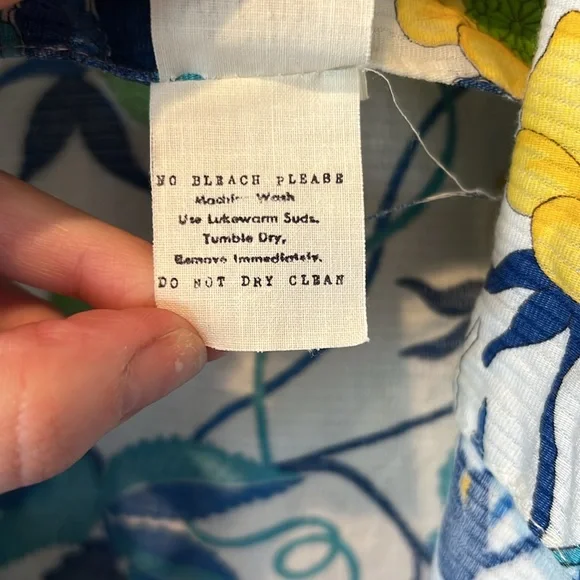 NO BLEACH PLEASE
Machine Wash
Use Lukewarm Suds.
Tumble Dry,
Remove Immediately.
DO NOT DRY CLEAN